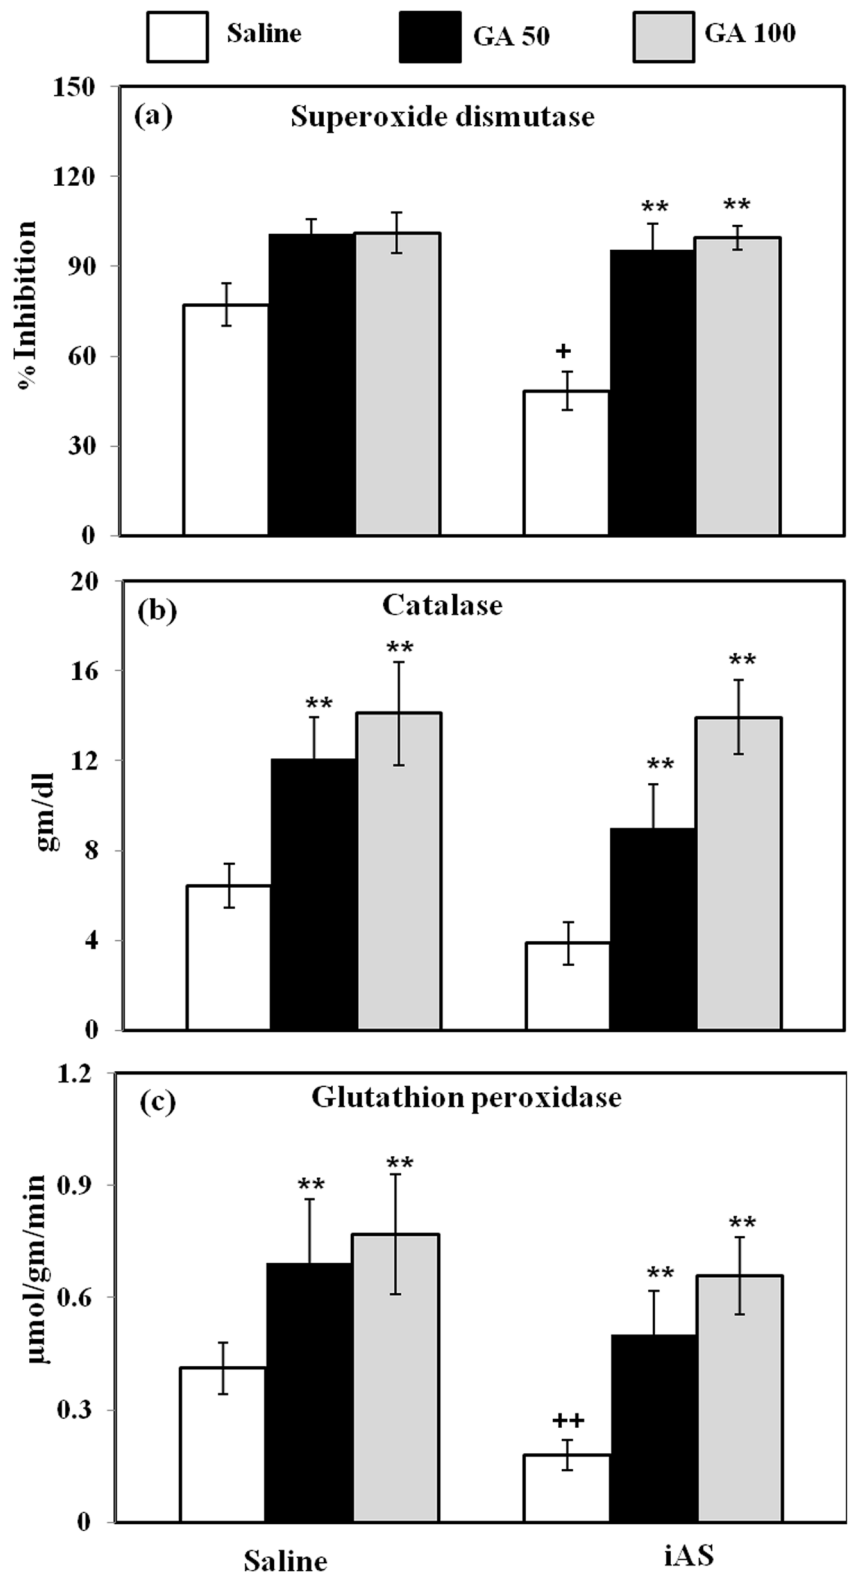 Saline GA 50 GA 100
(a) Superoxide dismutase
% Inhibition
150
120
90
60
30
0
** **
+
(b) Catalase
gm/dl
20
16
12
8
4
0
** **
** **
(c) Glutathion peroxidase
µmol/gm/min
1.2
0.9
0.6
0.3
0
** **
++ ** **
Saline iAS